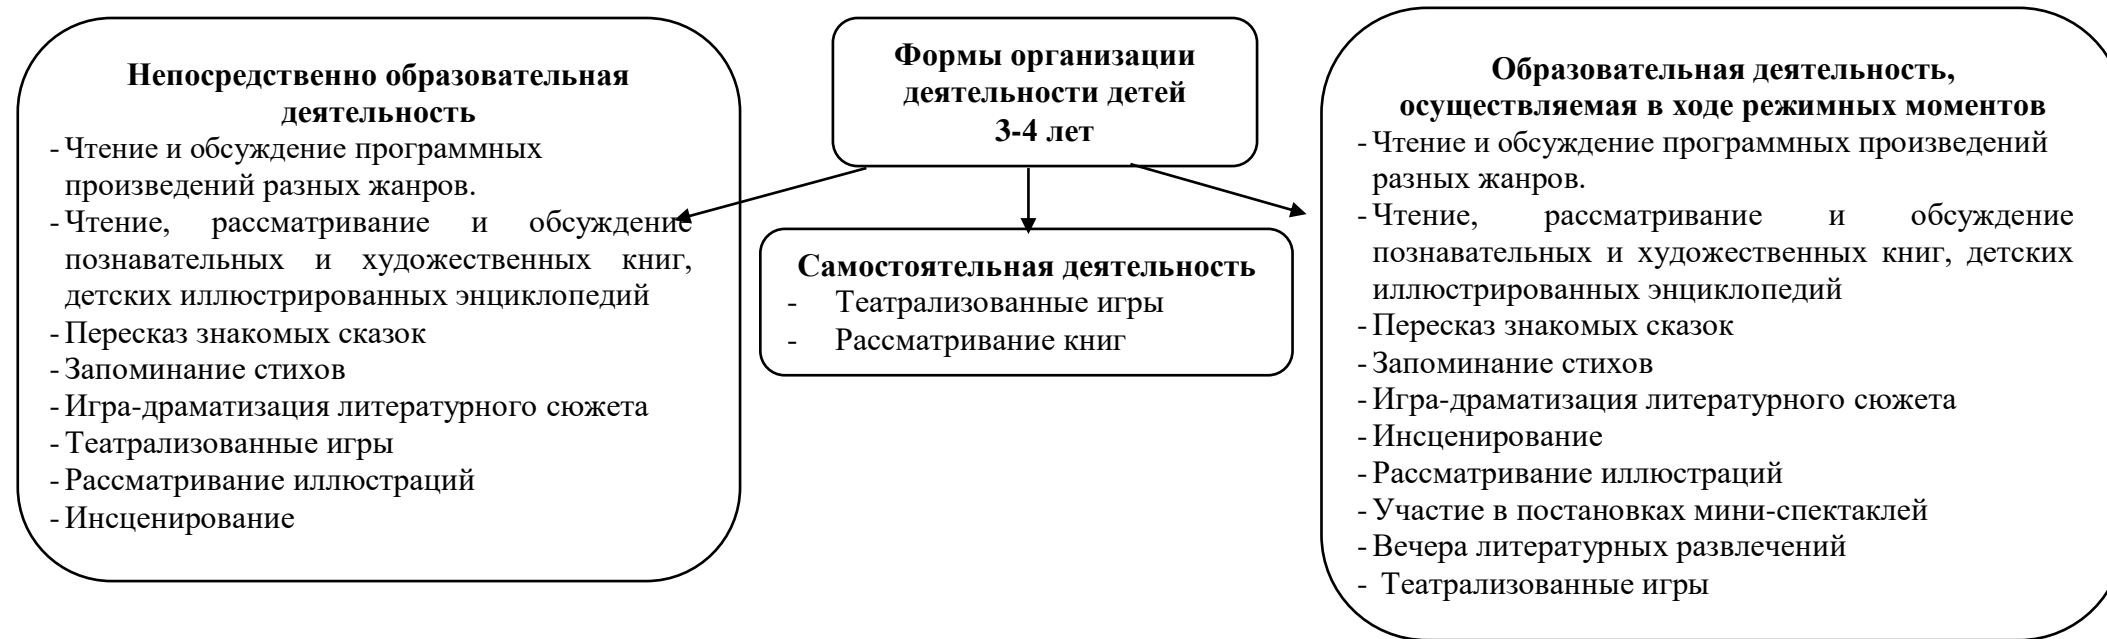 Непосредственно образовательная
деятельность
- Чтение и обсуждение программных
произведений разных жанров.
- Чтение, рассматривание и обсуждение
познавательных и художественных книг,
детских иллюстрированных энциклопедий
- Пересказ знакомых сказок
- Запоминание стихов
- Игра-драматизация литературного сюжета
- Театрализованные игры
- Рассматривание иллюстраций
- Инсценирование
Формы организации
деятельности детей
3-4 лет
Самостоятельная деятельность
- Театрализованные игры
- Рассматривание книг
Образовательная деятельность,
осуществляемая в ходе режимных моментов
- Чтение и обсуждение программных произведений
разных жанров.
- Чтение, рассматривание и обсуждение
познавательных и художественных книг, детских
иллюстрированных энциклопедий
- Пересказ знакомых сказок
- Запоминание стихов
- Игра-драматизация литературного сюжета
- Инсценирование
- Рассматривание иллюстраций
- Участие в постановках мини-спектаклей
- Вечера литературных развлечений
- Театрализованные игры